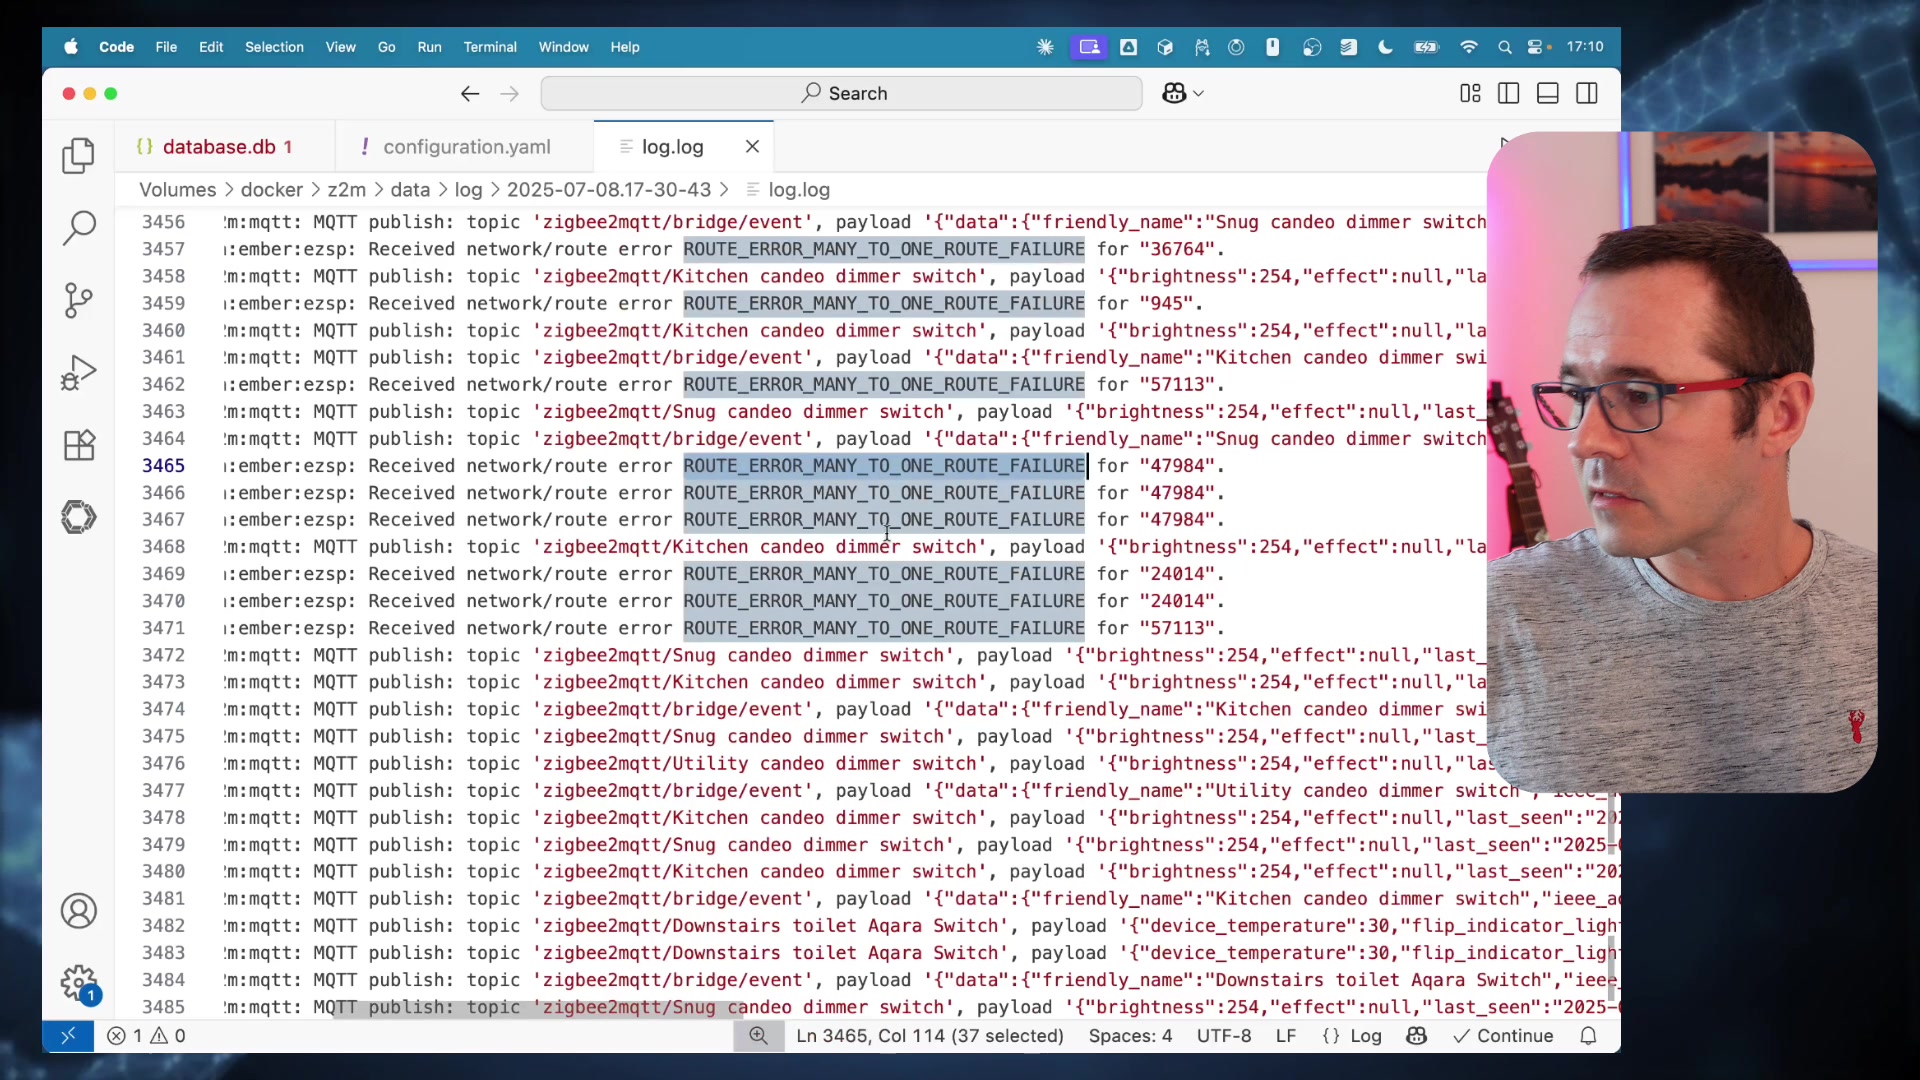 Code File Edit Selection View Go Run Terminal Window Help 17:10
Search
{} database.db 1 ! configuration.yaml log.log
Volumes > docker > z2m > data > log > 2025-07-08.17-30-43 > log.log
3456 m:mqtt: MQTT publish: topic 'zigbee2mqtt/bridge/event', payload '{"data":{"friendly_name":"Snug candeo dimmer switch
3457 :ember:ezsp: Received network/route error ROUTE_ERROR_MANY_TO_ONE_ROUTE_FAILURE for "36764".
3458 m:mqtt: MQTT publish: topic 'zigbee2mqtt/Kitchen candeo dimmer switch', payload '{"brightness":254,"effect":null,"la
3459 :ember:ezsp: Received network/route error ROUTE_ERROR_MANY_TO_ONE_ROUTE_FAILURE for "945".
3460 m:mqtt: MQTT publish: topic 'zigbee2mqtt/Kitchen candeo dimmer switch', payload '{"brightness":254,"effect":null,"la
3461 m:mqtt: MQTT publish: topic 'zigbee2mqtt/bridge/event', payload '{"data":{"friendly_name":"Kitchen candeo dimmer swi
3462 :ember:ezsp: Received network/route error ROUTE_ERROR_MANY_TO_ONE_ROUTE_FAILURE for "57113".
3463 m:mqtt: MQTT publish: topic 'zigbee2mqtt/Snug candeo dimmer switch', payload '{"brightness":254,"effect":null,"last_
3464 m:mqtt: MQTT publish: topic 'zigbee2mqtt/bridge/event', payload '{"data":{"friendly_name":"Snug candeo dimmer switch
3465 :ember:ezsp: Received network/route error ROUTE_ERROR_MANY_TO_ONE_ROUTE_FAILURE for "47984".
3466 :ember:ezsp: Received network/route error ROUTE_ERROR_MANY_TO_ONE_ROUTE_FAILURE for "47984".
3467 :ember:ezsp: Received network/route error ROUTE_ERROR_MANY_TO_ONE_ROUTE_FAILURE for "47984".
3468 m:mqtt: MQTT publish: topic 'zigbee2mqtt/Kitchen candeo dimmer switch', payload '{"brightness":254,"effect":null,"la
3469 :ember:ezsp: Received network/route error ROUTE_ERROR_MANY_TO_ONE_ROUTE_FAILURE for "24014".
3470 :ember:ezsp: Received network/route error ROUTE_ERROR_MANY_TO_ONE_ROUTE_FAILURE for "24014".
3471 :ember:ezsp: Received network/route error ROUTE_ERROR_MANY_TO_ONE_ROUTE_FAILURE for "57113".
3472 m:mqtt: MQTT publish: topic 'zigbee2mqtt/Snug candeo dimmer switch', payload '{"brightness":254,"effect":null,"last_
3473 m:mqtt: MQTT publish: topic 'zigbee2mqtt/Kitchen candeo dimmer switch', payload '{"brightness":254,"effect":null,"la
3474 m:mqtt: MQTT publish: topic 'zigbee2mqtt/bridge/event', payload '{"data":{"friendly_name":"Kitchen candeo dimmer swi
3475 m:mqtt: MQTT publish: topic 'zigbee2mqtt/Snug candeo dimmer switch', payload '{"brightness":254,"effect":null,"last_
3476 m:mqtt: MQTT publish: topic 'zigbee2mqtt/Utility candeo dimmer switch', payload '{"brightness":254,"effect":null,"la
3477 m:mqtt: MQTT publish: topic 'zigbee2mqtt/bridge/event', payload '{"data":{"friendly_name":"Utility candeo dimmer switch"
3478 m:mqtt: MQTT publish: topic 'zigbee2mqtt/Kitchen candeo dimmer switch', payload '{"brightness":254,"effect":null,"last_seen":"20
3479 m:mqtt: MQTT publish: topic 'zigbee2mqtt/Snug candeo dimmer switch', payload '{"brightness":254,"effect":null,"last_seen":"2025-
3480 m:mqtt: MQTT publish: topic 'zigbee2mqtt/Kitchen candeo dimmer switch', payload '{"brightness":254,"effect":null,"last_seen":"20
3481 m:mqtt: MQTT publish: topic 'zigbee2mqtt/bridge/event', payload '{"data":{"friendly_name":"Kitchen candeo dimmer switch","ieee_a
3482 m:mqtt: MQTT publish: topic 'zigbee2mqtt/Downstairs toilet Aqara Switch', payload '{"device_temperature":30,"flip_indicator_ligh
3483 m:mqtt: MQTT publish: topic 'zigbee2mqtt/Downstairs toilet Aqara Switch', payload '{"device_temperature":30,"flip_indicator_ligh
3484 m:mqtt: MQTT publish: topic 'zigbee2mqtt/bridge/event', payload '{"data":{"friendly_name":"Downstairs toilet Aqara Switch","ieee
3485 m:mqtt: MQTT publish: topic 'zigbee2mqtt/Snug candeo dimmer switch', payload '{"brightness":254,"effect":null,"last_seen":"2025-
1
1 0 Ln 3465, Col 114 (37 selected) Spaces: 4 UTF-8 LF {} Log Continue